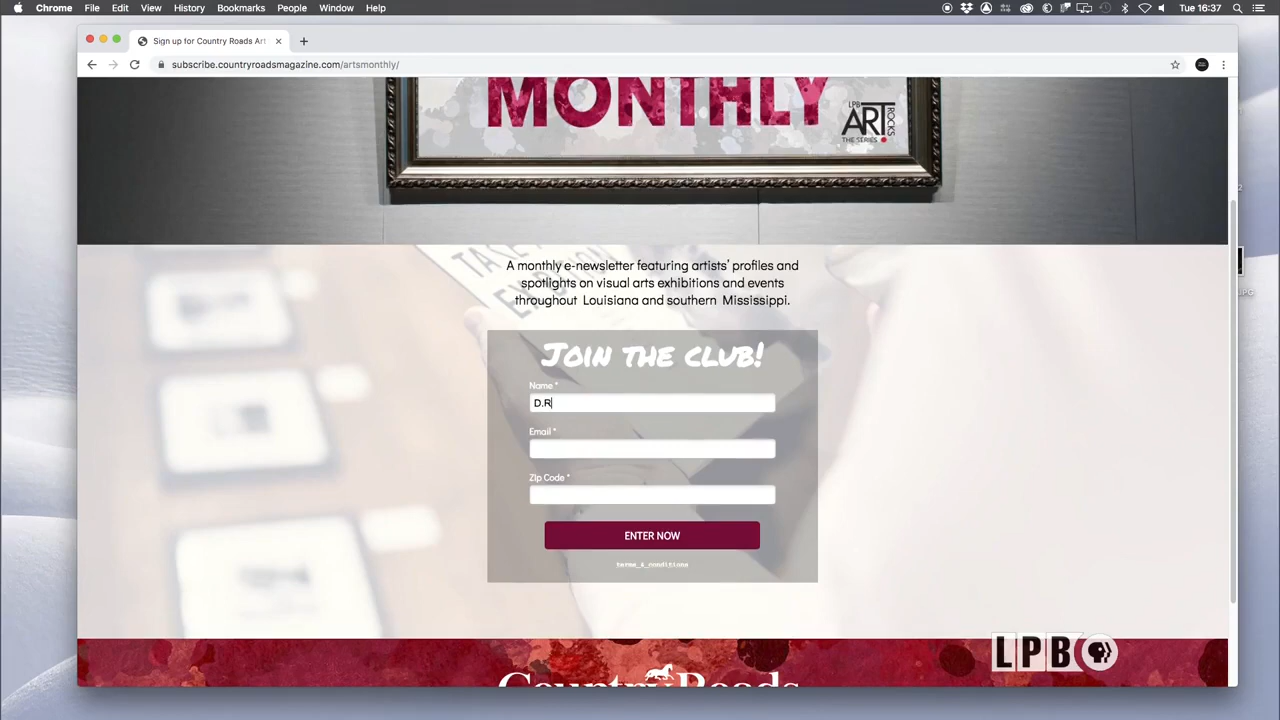 Chrome File Edit View History Bookmarks People Window Help
Tue 16:37
Sign up for Country Roads Art
subscribe.countryroadsmagazine.com/artsmonthly/
MONTHLY
LPB
ART ROCKS
THE SERIES
A monthly e-newsletter featuring artists' profiles and
spotlights on visual arts exhibitions and events
throughout Louisiana and southern Mississippi.
JOIN THE CLUB!
Name *
D.R
Email *
Zip Code *
ENTER NOW
terms & conditions
LPB
Country Roads